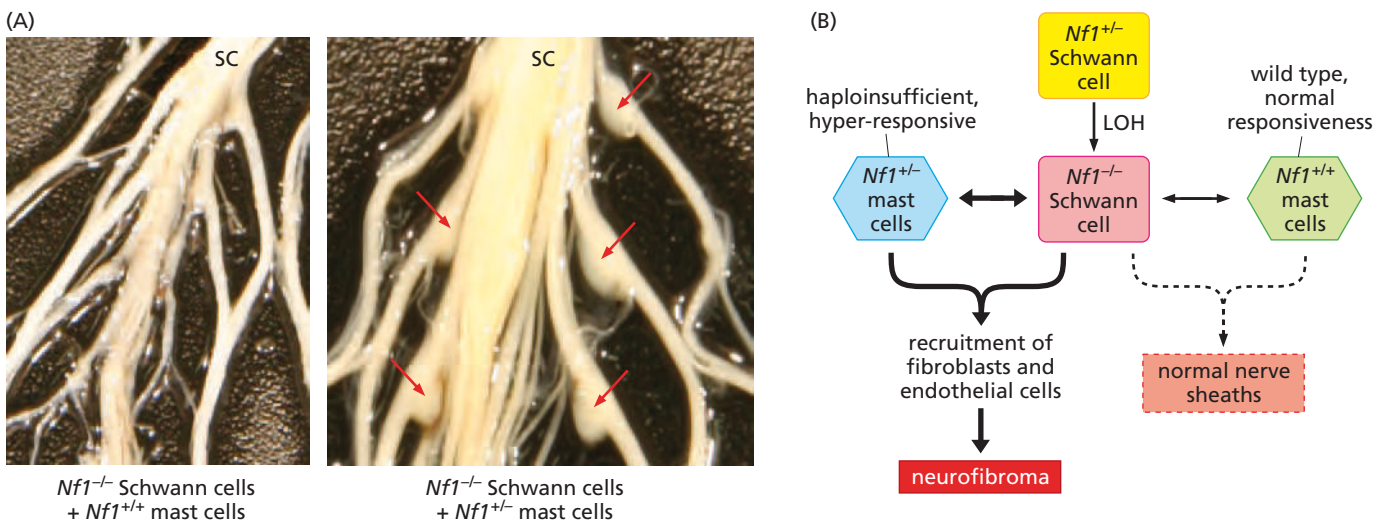 (A)
SC
SC
Nf1–/– Schwann cells
+ Nf1+/+ mast cells
Nf1–/– Schwann cells
+ Nf1+/– mast cells
(B)
Nf1+/–
Schwann
cell
haploinsufficient,
hyper-responsive
LOH
wild type,
normal
responsiveness
Nf1+/–
mast
cells
Nf1–/–
Schwann
cell
Nf1+/+
mast
cells
recruitment of
fibroblasts and
endothelial cells
normal nerve
sheaths
neurofibroma